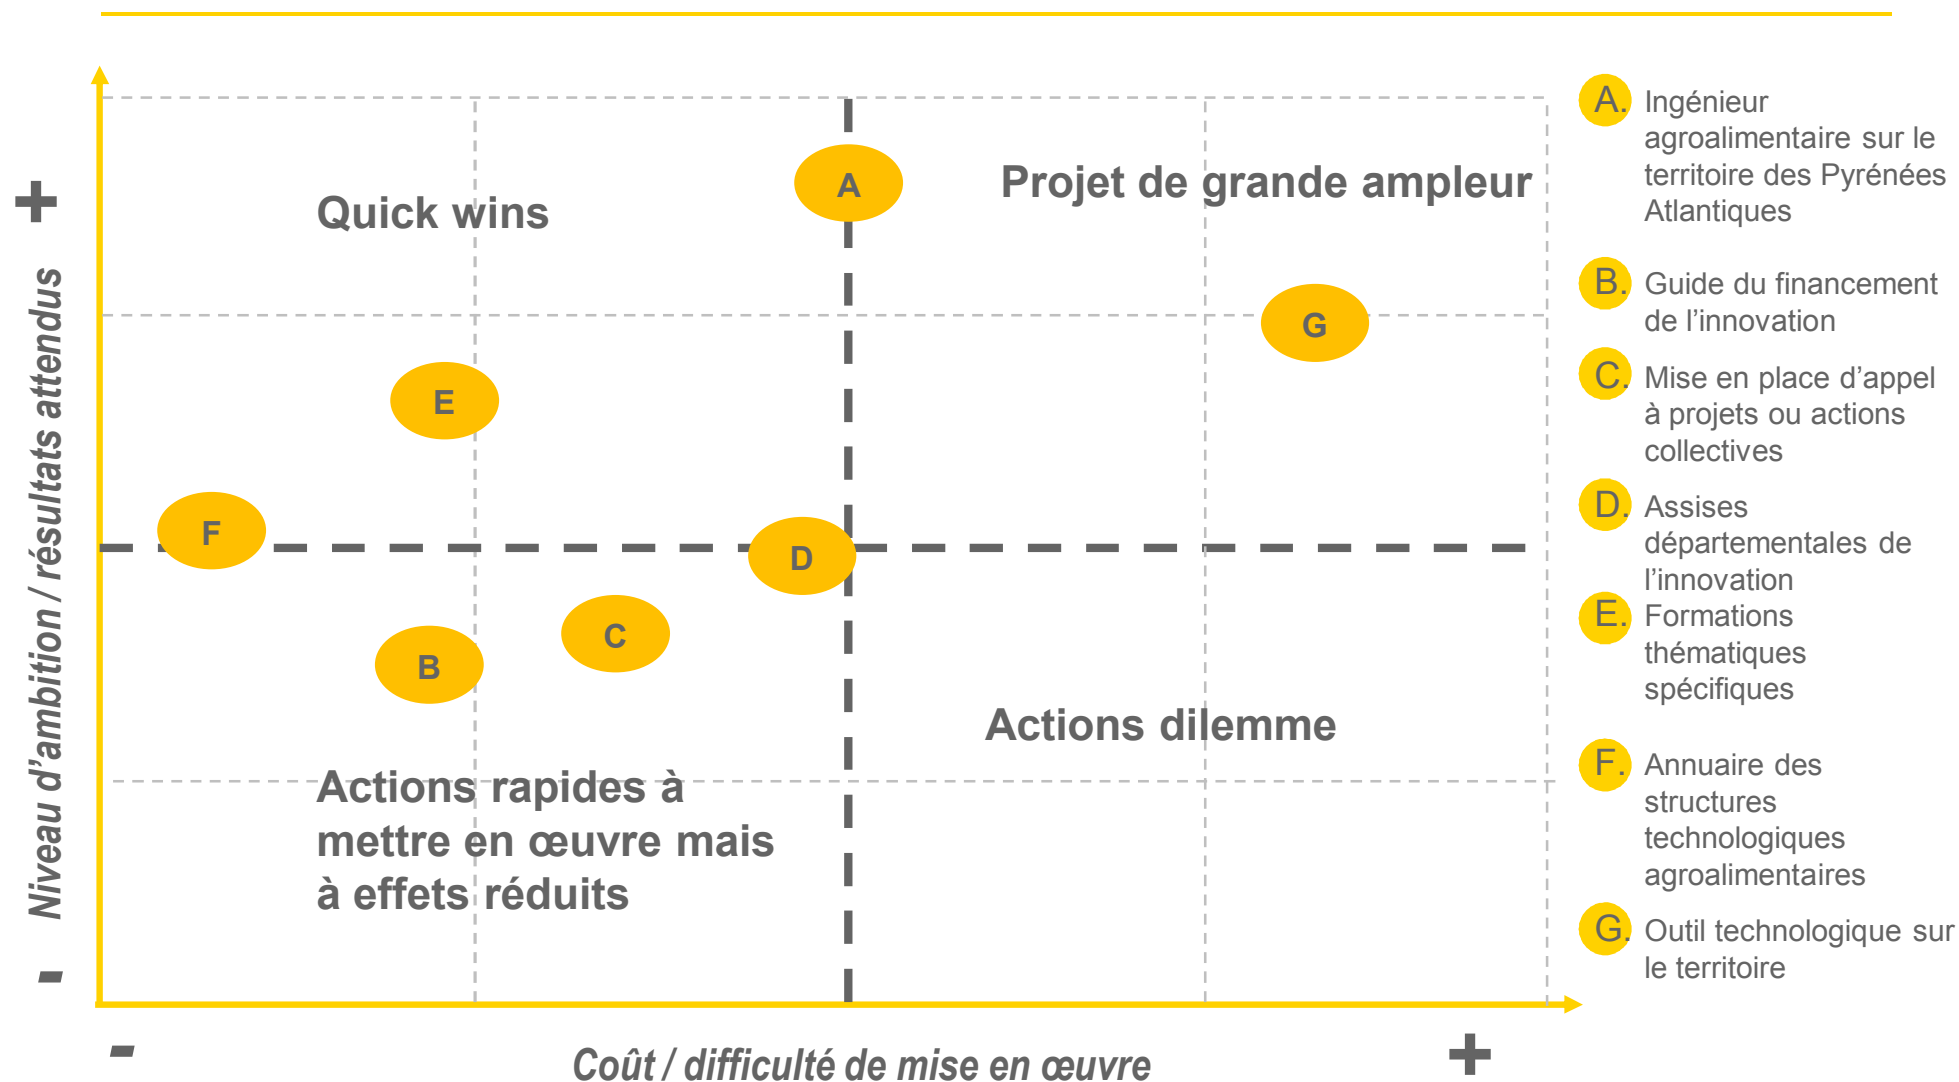 +
Niveau d’ambition / résultats attendus
-
Quick wins
Projet de grande ampleur
A
G
E
F
D
C
B
Actions dilemme
Actions rapides à
mettre en œuvre mais
à effets réduits
-
Coût / difficulté de mise en œuvre
+
A. Ingénieur
agroalimentaire sur le
territoire des Pyrénées
Atlantiques
B. Guide du financement
de l’innovation
C. Mise en place d’appel
à projets ou actions
collectives
D. Assises
départementales de
l’innovation
E. Formations
thématiques
spécifiques
F. Annuaire des
structures
technologiques
agroalimentaires
G. Outil technologique sur
le territoire